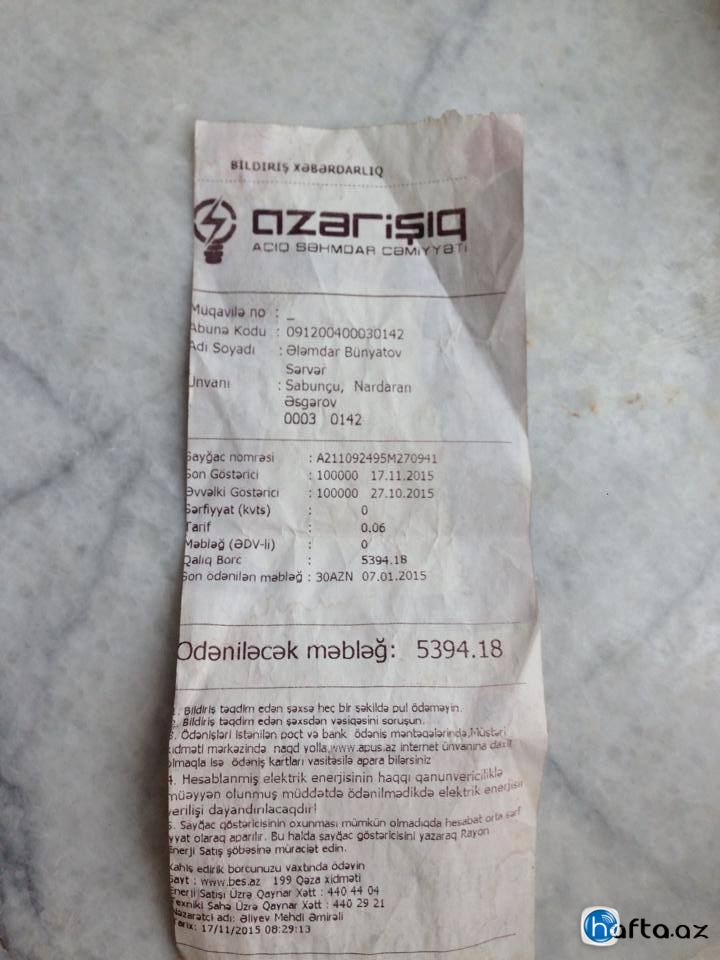 BİLDİRİŞ XƏBƏRDARLIQ
azərişıq
AÇIQ SƏHMDAR CƏMİYYƏTİ
Müqavilə no : _
Abunə Kodu : 091200400030142
Adı Soyadı : Ələmdar Bünyatov
Sərvər
Ünvanı : Sabunçu, Nardaran
Əsgərov
0003 0142
Sayğac nomrəsi : A211092495M270941
Son Göstərici : 100000 17.11.2015
Əvvəlki Göstərici : 100000 27.10.2015
Sərfiyyat (kvts) : 0
Tarif : 0.06
Məbləğ (ƏDV-li) : 0
Qalıq Borc : 5394.18
Son ödənilən məbləğ : 30AZN 07.01.2015
Ödəniləcək məbləğ: 5394.18
1. Bildiriş təqdim edən şəxsə heç bir şəkildə pul ödəməyin.
2. Bildiriş təqdim edən şəxsdən vəsiqəsini soruşun.
3. Ödənişləri istənilən poçt və bank ödəniş məntəqələrində,Müştəri
xidməti mərkəzində nağd yolla,www.apus.az internet ünvanına daxil
olmaqla isə ödəniş kartları vasitəsilə apara bilərsiniz
4. Hesablanmış elektrik enerjisinin haqqı qanunvericiliklə
müəyyən olunmuş müddətdə ödənilmədikdə elektrik enerjisi
verilişi dayandırılacaqdır!
5. Sayğac göstəricisinin oxunması mümkün olmadıqda hesabat orta sərf
iyyat olaraq aparılır. Bu halda sayğac göstəricisini yazaraq Rayon
Enerji Satış şöbəsinə müraciət edin.
Xahiş edirik borcunuzu vaxtında ödəyin
Sayt : www.bes.az 199 Qəza xidməti
Enerji Satışı Üzrə Qaynar Xətt : 440 44 04
Texniki Sahə Üzrə Qaynar Xətt : 440 29 21
Nəzarətçi adı: Əliyev Mehdi Əmirəli
Tarix: 17/11/2015 08:29:13
hafta.az